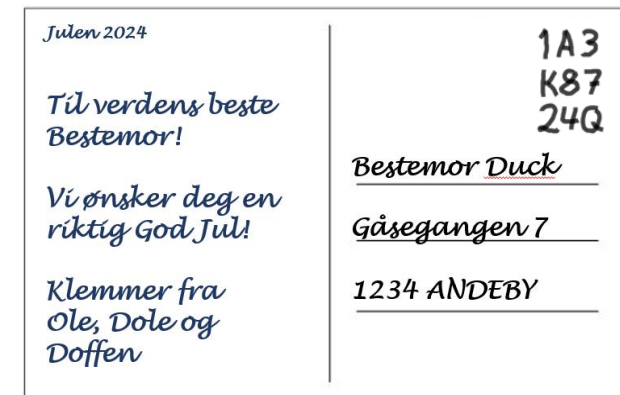 Julen 2024
Til verdens beste
Bestemor!
Vi ønsker deg en
riktig God Jul!
Klemmer fra
Ole, Dole og
Doffen
1A3
K87
24Q
Bestemor Duck
Gåsegangen 7
1234 ANDEBY